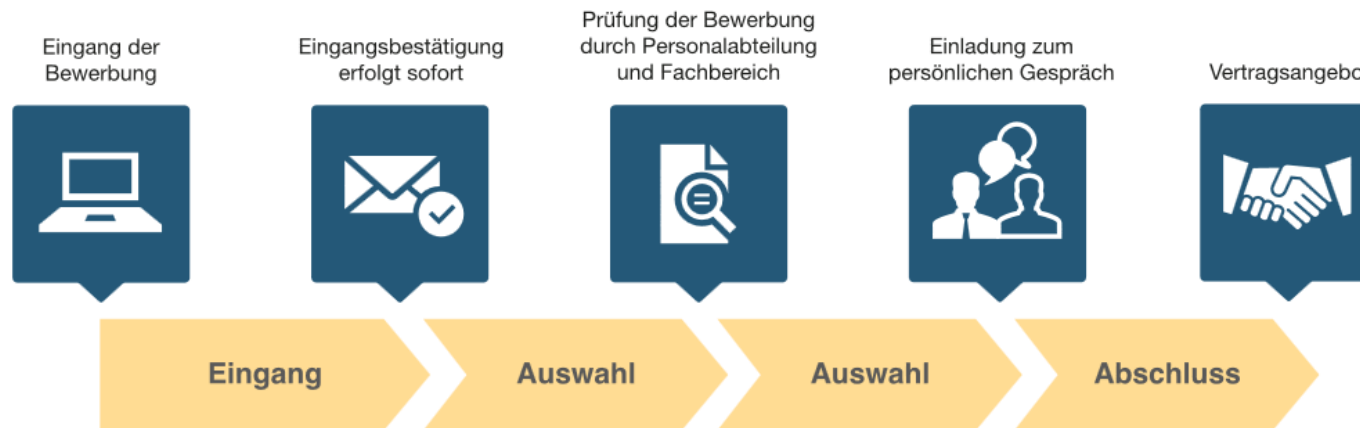 Eingang der
Bewerbung
Eingangsbestätigung
erfolgt sofort
Prüfung der Bewerbung
durch Personalabteilung
und Fachbereich
Einladung zum
persönlichen Gespräch
Vertragsangebo
Eingang
Auswahl
Auswahl
Abschluss